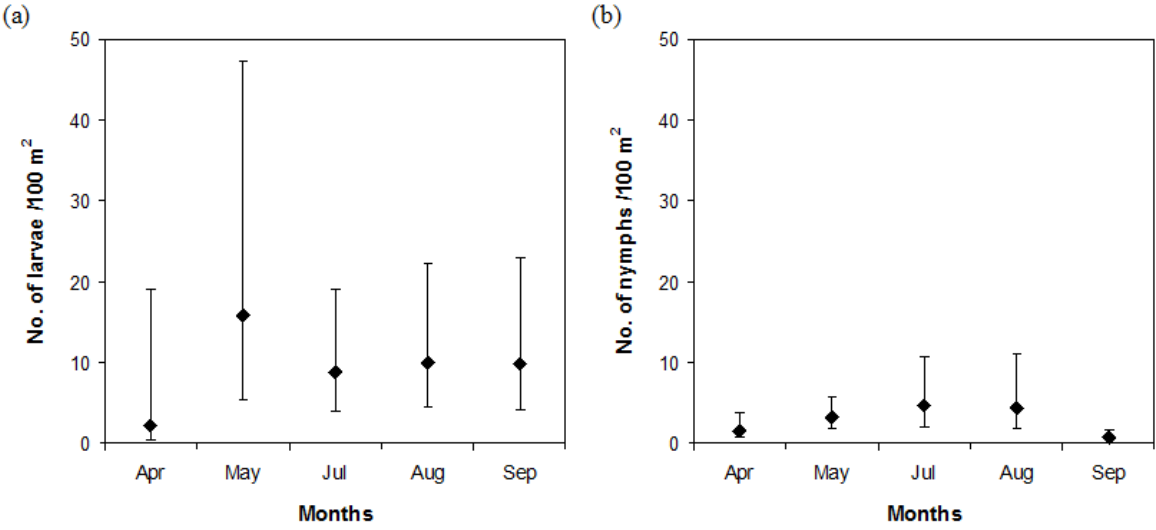 (a)
No. of larvae /100 m²
50
40
30
20
10
0
Apr May Jul Aug Sep
Months
(b)
No. of nymphs /100 m²
50
40
30
20
10
0
Apr May Jul Aug Sep
Months